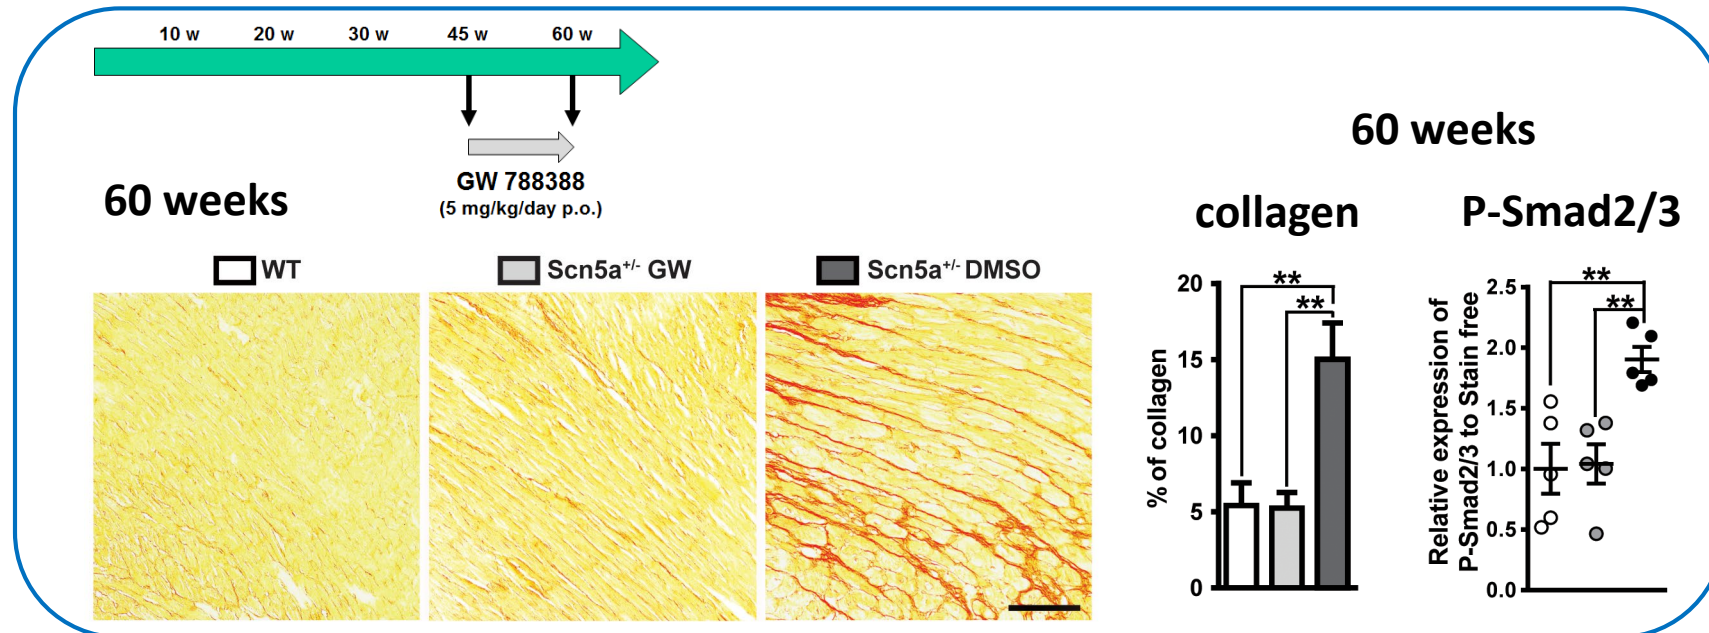 10 w 20 w 30 w 45 w 60 w
GW 788388
(5 mg/kg/day p.o.)
60 weeks
WT
Scn5a+/- GW
Scn5a+/- DMSO
60 weeks
collagen
% of collagen
20
15
10
5
0
**
**
P-Smad2/3
Relative expression of
P-Smad2/3 to Stain free
2.5
2.0
1.5
1.0
0.5
0.0
**
**